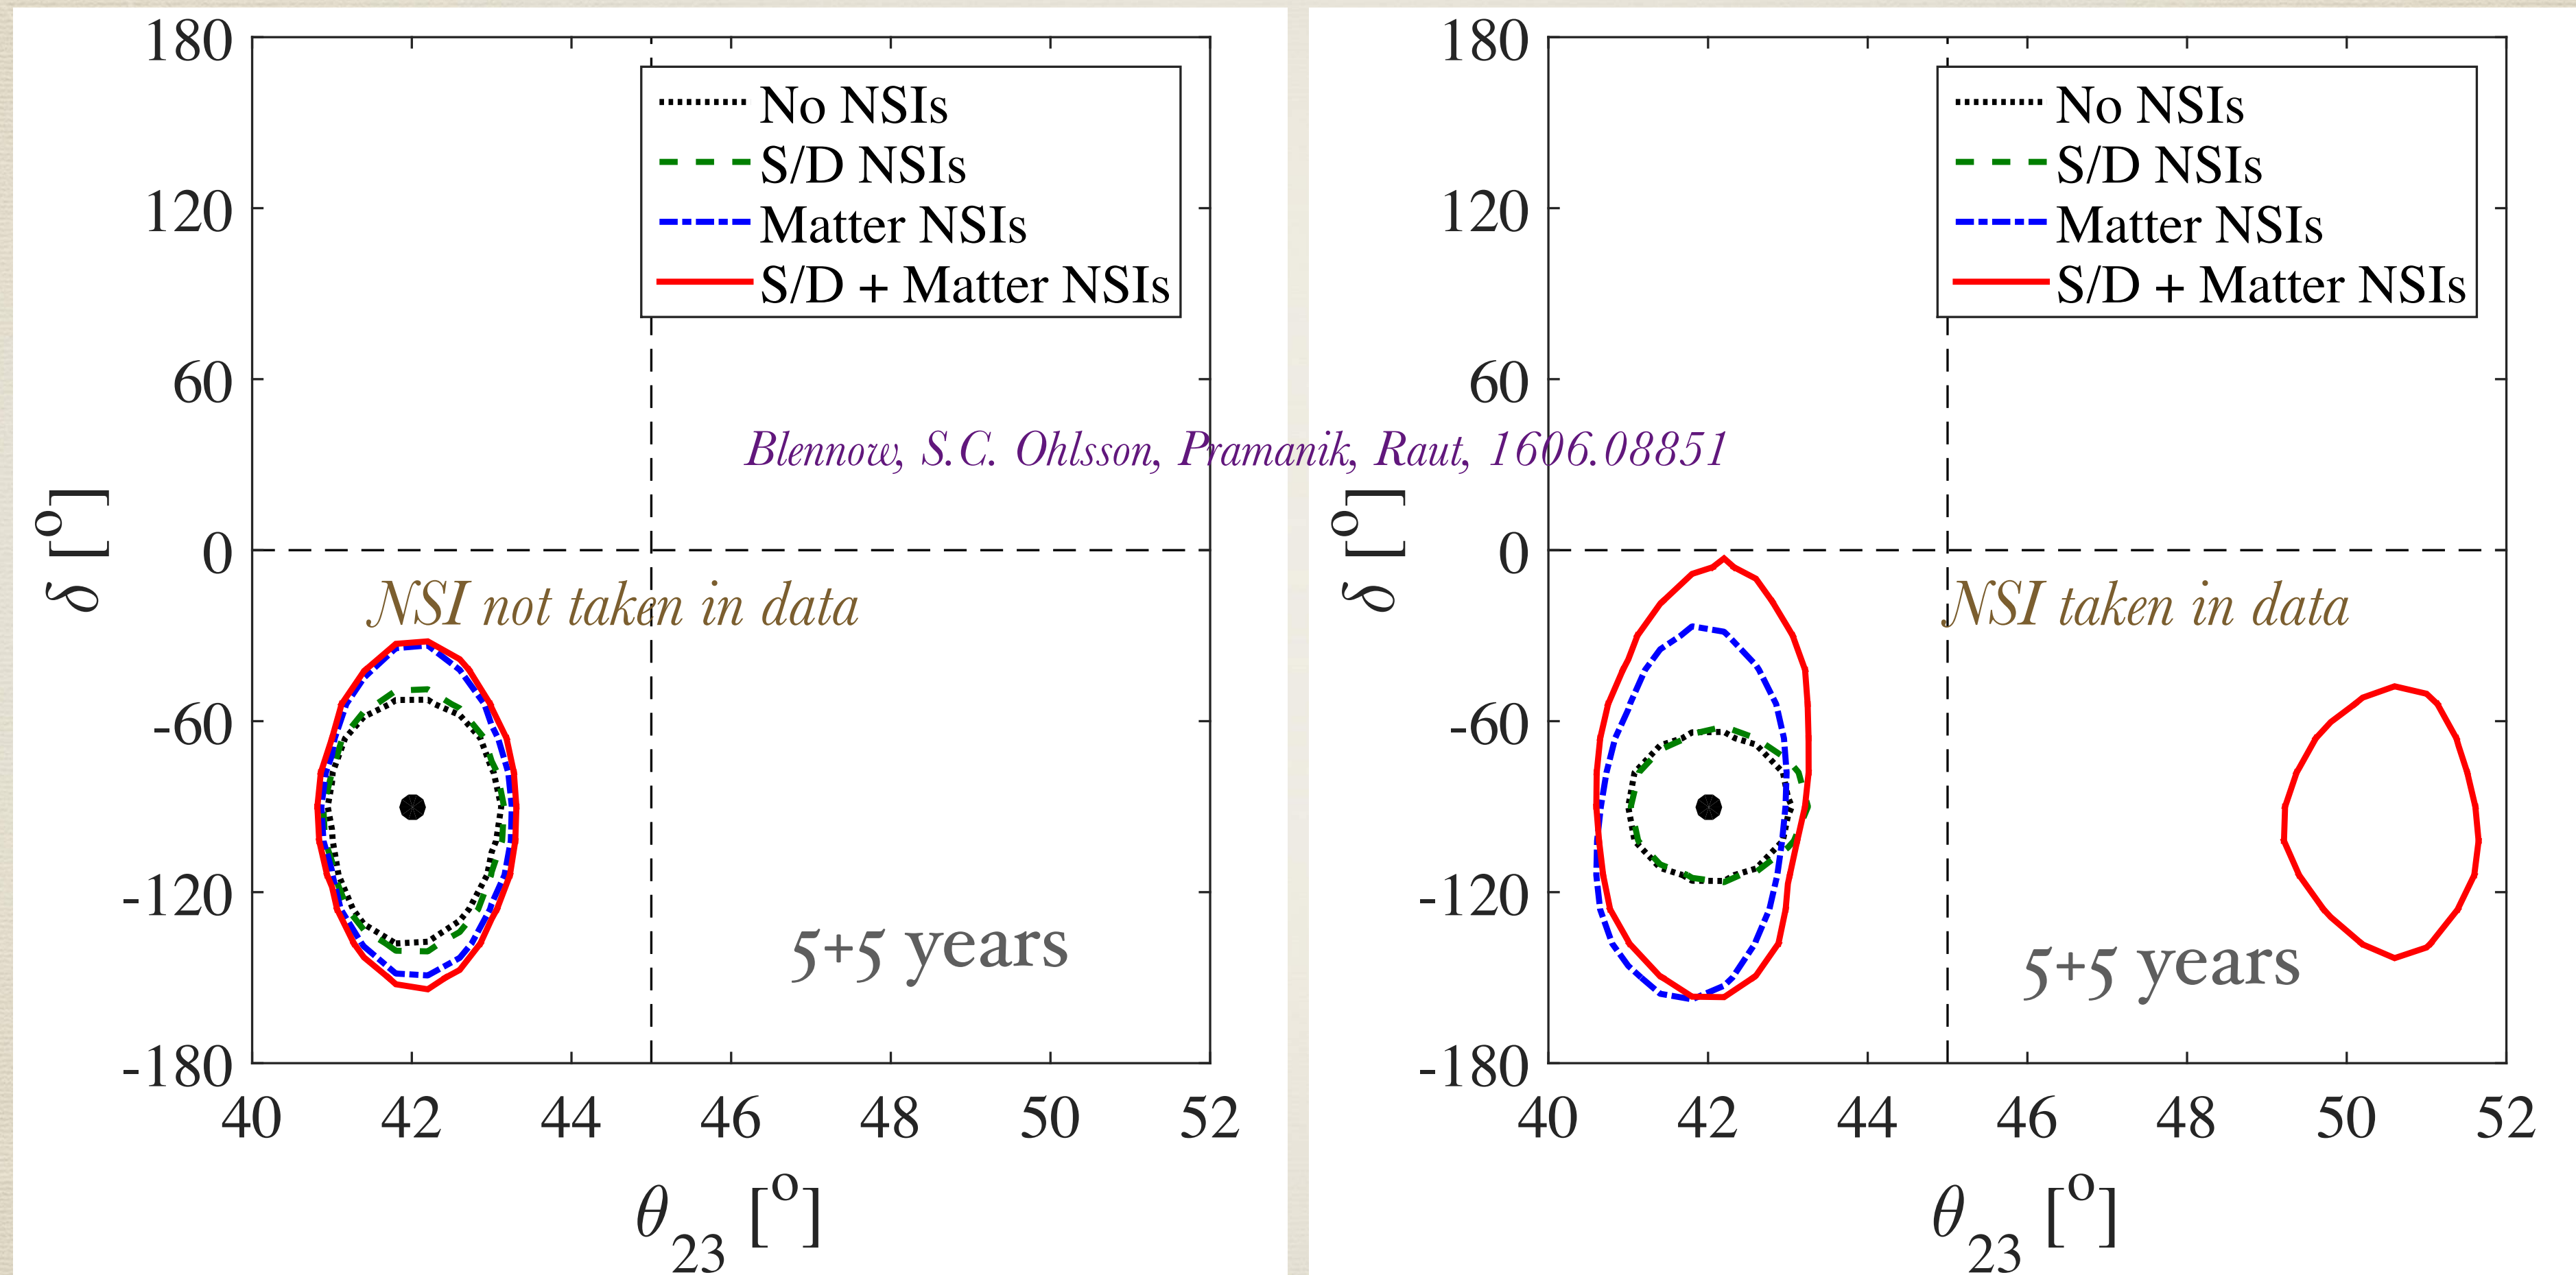 180
120
60
0
-60
-120
-180
40 42 44 46 48 50 52
δ [°]
θ23 [°]
No NSIs
S/D NSIs
Matter NSIs
S/D + Matter NSIs
Blennow, S.C. Ohlsson, Pramanik, Raut, 1606.08851
NSI not taken in data
5+5 years
180
120
60
0
-60
-120
-180
40 42 44 46 48 50 52
δ [°]
θ23 [°]
No NSIs
S/D NSIs
Matter NSIs
S/D + Matter NSIs
NSI taken in data
5+5 years